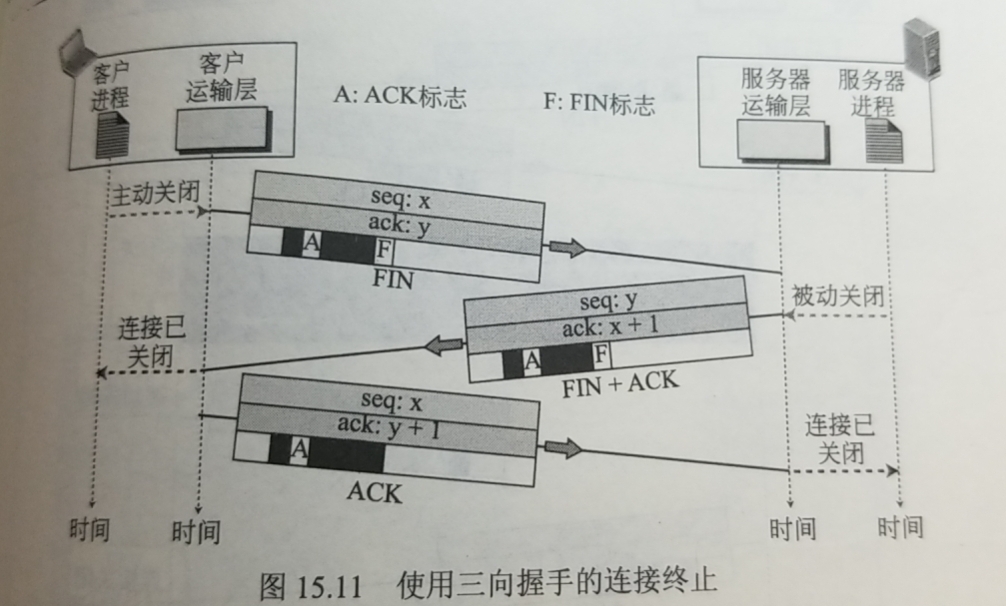 客户
进程
客户
运输层
A: ACK标志
F: FIN标志
服务器
运输层
服务器
进程
主动关闭
seq: x
ack: y
A
F
FIN
被动关闭
seq: y
ack: x + 1
A
F
FIN + ACK
连接已
关闭
seq: x
ack: y + 1
A
ACK
连接已
关闭
时间
时间
时间
时间
图 15.11 使用三向握手的连接终止